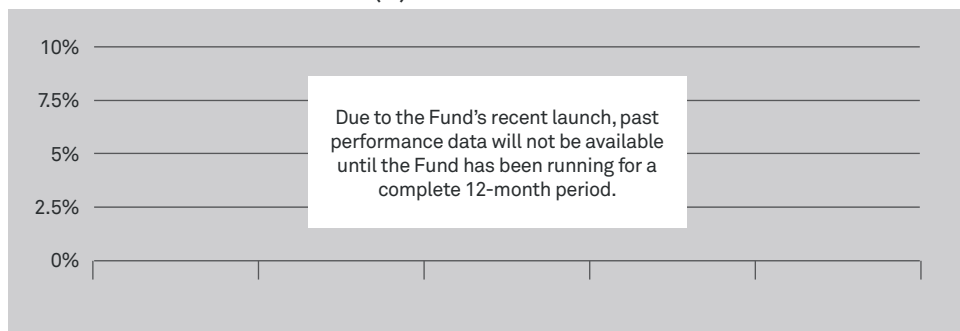 10%
7.5%
5%
2.5%
0%
Due to the Fund’s recent launch, past
performance data will not be available
until the Fund has been running for a
complete 12-month period.